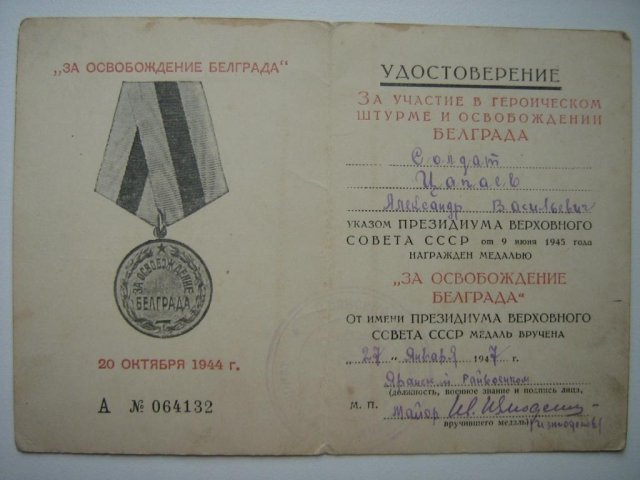 „ЗА ОСВОБОЖДЕНИЕ БЕЛГРАДА“
ЗА ОСВОБОЖДЕНИЕ
БЕЛГРАДА
20 ОКТЯБРЯ 1944 г.
А № 064132
УДОСТОВЕРЕНИЕ
ЗА УЧАСТИЕ В ГЕРОИЧЕСКОМ
ШТУРМЕ И ОСВОБОЖДЕНИИ
БЕЛГРАДА
Солдат
Цапаев
Александр Васильевич
УКАЗОМ ПРЕЗИДИУМА ВЕРХОВНОГО
СОВЕТА СССР от 9 июня 1945 года
НАГРАЖДЕН МЕДАЛЬЮ
„ЗА ОСВОБОЖДЕНИЕ
БЕЛГРАДА“
ОТ ИМЕНИ ПРЕЗИДИУМА ВЕРХОВНОГО
СОВЕТА СССР МЕДАЛЬ ВРУЧЕНА
„27“ Января 1947 г.
Райвоенком
(должность, воинское звание и подпись лица,
М. П. Майор
вручившего медаль)